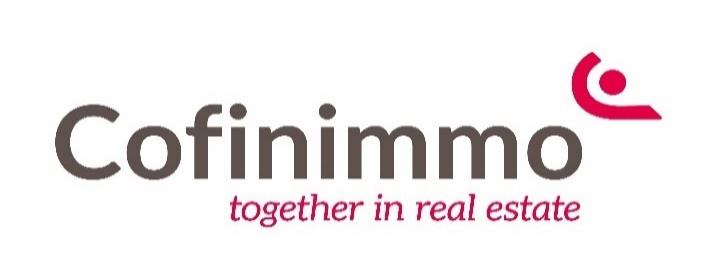 Cofinimmo
together in real estate